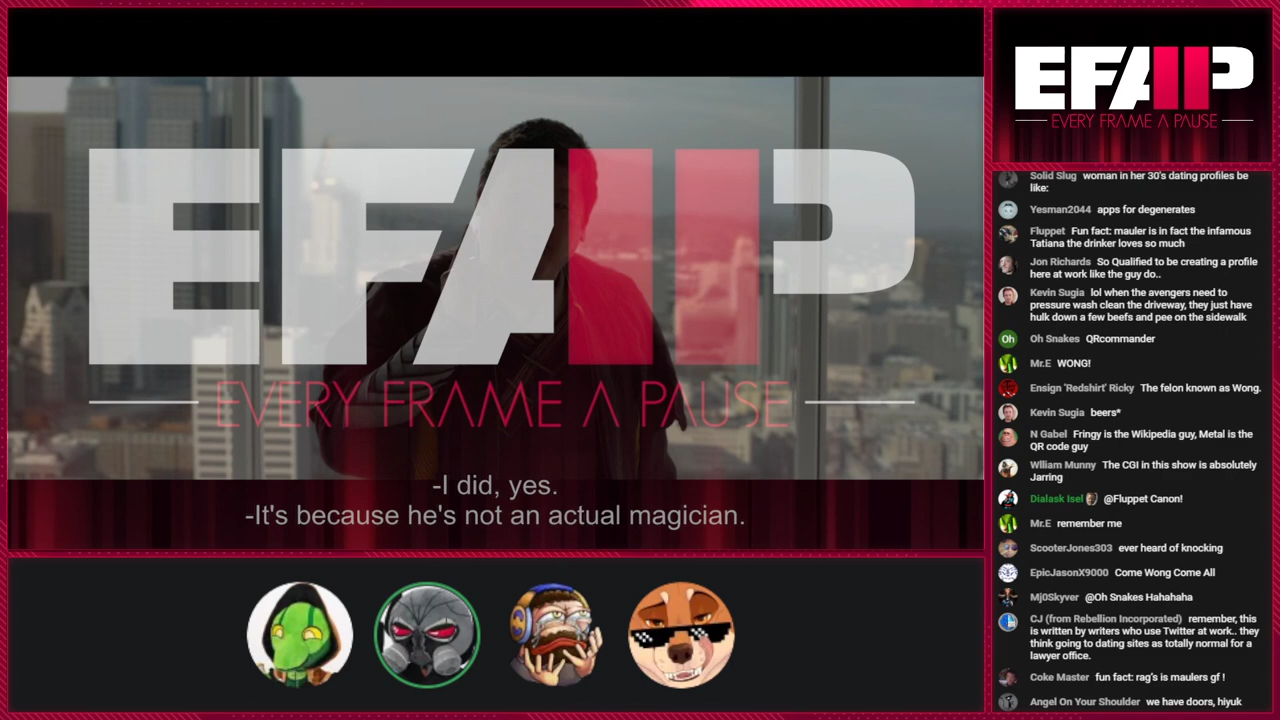 EFAP
EVERY FRAME A PAUSE
-I did, yes.
-It's because he's not an actual magician.
EFAP
EVERY FRAME A PAUSE
Solid Slug woman in her 30's dating profiles be
like:
Yesman2044 apps for degenerates
Fluppet Fun fact: mauler is in fact the infamous
Tatiana the drinker loves so much
Jon Richards So Qualified to be creating a profile
here at work like the guy do..
Kevin Sugia lol when the avengers need to
pressure wash clean the driveway, they just have
hulk down a few beefs and pee on the sidewalk
Oh Oh Snakes QRcommander
Mr.E WONG!
Ensign 'Redshirt' Ricky The felon known as Wong.
Kevin Sugia beers*
N Gabel Fringy is the Wikipedia guy, Metal is the
QR code guy
Wlliam Munny The CGI in this show is absolutely
Jarring
Dialask Isel @Fluppet Canon!
Mr.E remember me
ScooterJones303 ever heard of knocking
EpicJasonX9000 Come Wong Come All
Mj0Skyver @Oh Snakes Hahahaha
CJ (from Rebellion Incorporated) remember, this
is written by writers who use Twitter at work.. they
think going to dating sites as totally normal for a
lawyer office.
Coke Master fun fact: rag's is maulers gf !
Angel On Your Shoulder we have doors, hiyuk